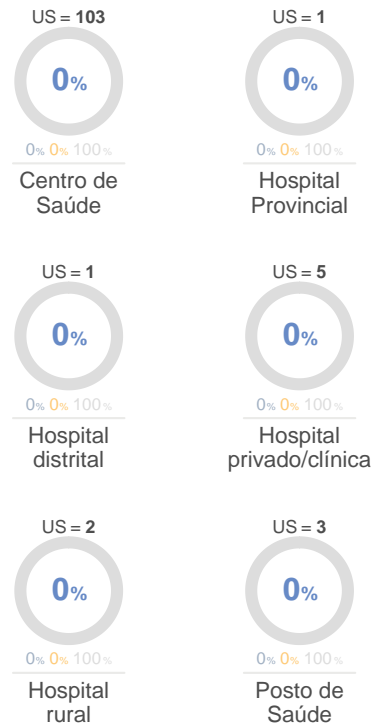 US = 103
0%
0% 0% 100%
Centro de
Saúde
US = 1
0%
0% 0% 100%
Hospital
Provincial
US = 1
0%
0% 0% 100%
Hospital
distrital
US = 5
0%
0% 0% 100%
Hospital
privado/clínica
US = 2
0%
0% 0% 100%
Hospital
rural
US = 3
0%
0% 0% 100%
Posto de
Saúde